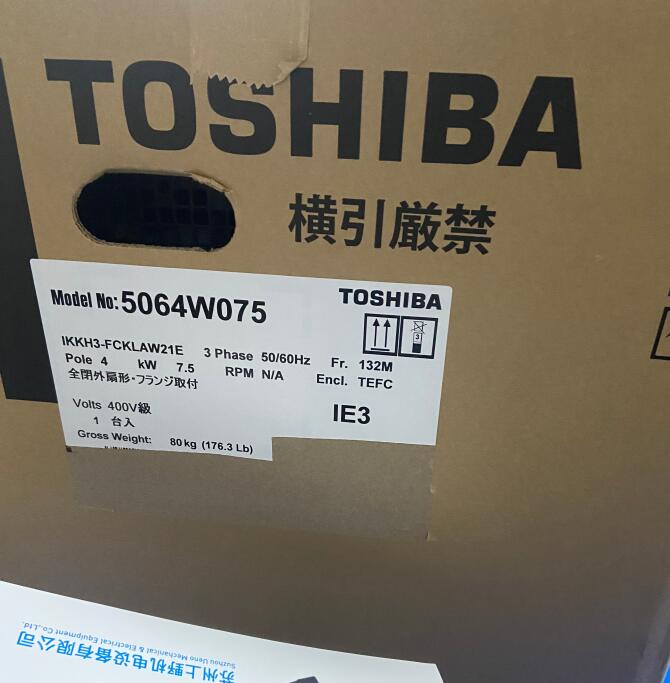 TOSHIBA
横引厳禁
Model No: 5064W075
TOSHIBA
IKKH3-FCKLAW21E 3 Phase 50/60Hz Fr. 132M
Pole 4 kW 7.5 RPM N/A Encl. TEFC
全閉外扇形・フランジ取付
Volts 400V級
IE3
1 台入
Gross Weight: 80kg (176.3 Lb)
3
Suzhou Ueno Mechanical & Electrical Equipment Co.,Ltd.
苏州上野机电设备有限公司